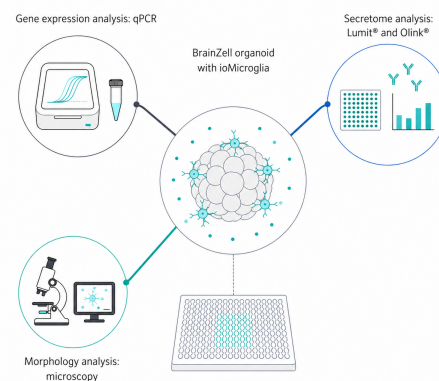 Gene expression analysis: qPCR
Secretome analysis:
Lumit® and Olink®
BrainZell organoid
with ioMicroglia
Morphology analysis:
microscopy